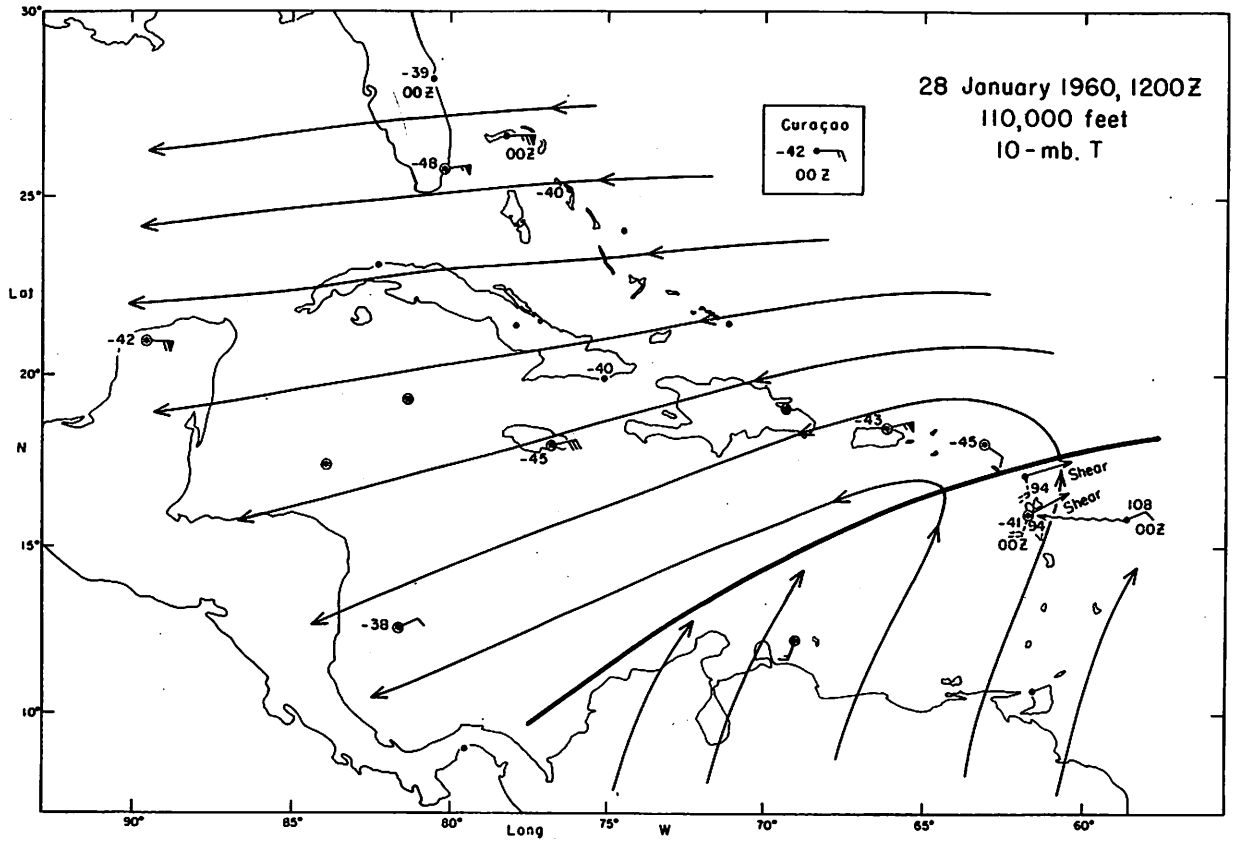 30°
28 January 1960, 1200Z
110,000 feet
10-mb. T
-39
00Z
Curaçao
-42
00Z
00Z
-48
25°
-40
Lat
-42
20°
-40
-43
N
-45
-45
Shear
94
Shear
108
-41
94
00Z
00Z
15°
-38
10°
90°
85°
80°
Long
75°
W
70°
65°
60°